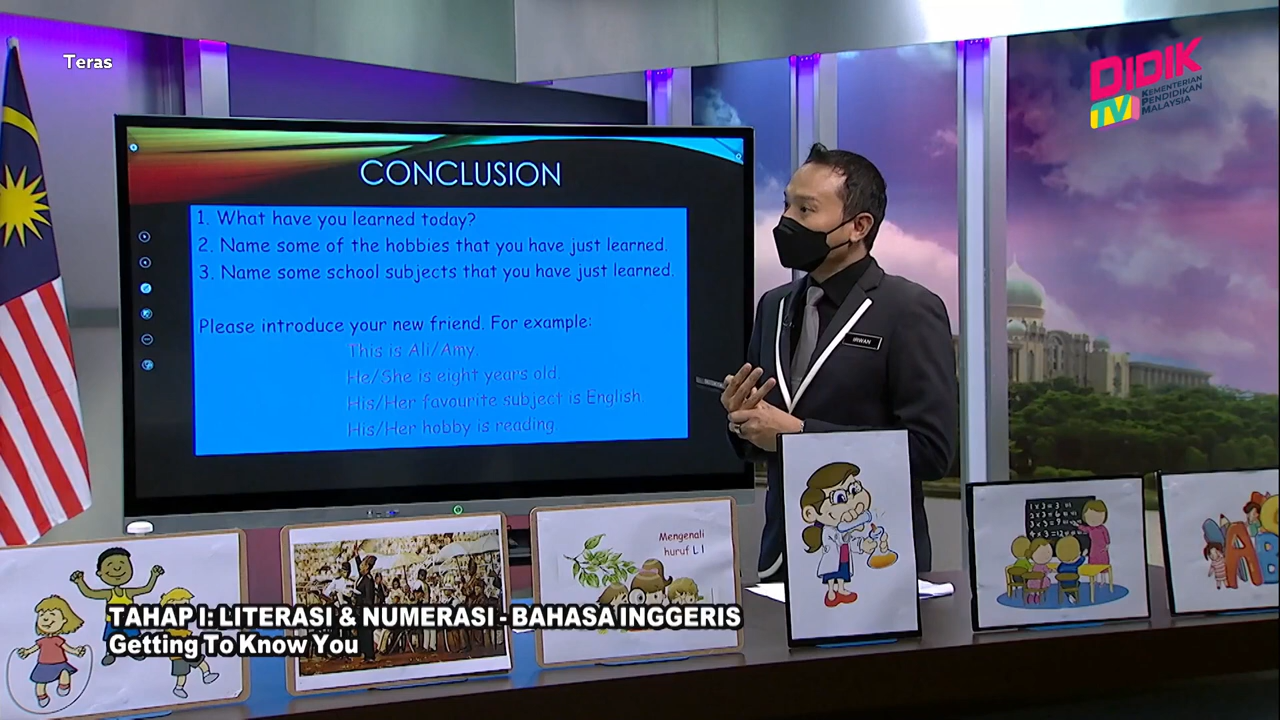 Teras
DIDIK
TV
KEMENTERIAN
PENDIDIKAN
MALAYSIA
CONCLUSION
1. What have you learned today?
2. Name some of the hobbies that you have just learned.
3. Name some school subjects that you have just learned.
Please introduce your new friend. For example:
This is Ali/Amy.
He/She is eight years old.
His/Her favourite subject is English.
His/Her hobby is reading.
IRWAN
Mengenali
huruf L l
ABC
TAHAP I: LITERASI & NUMERASI - BAHASA INGGERIS
Getting To Know You